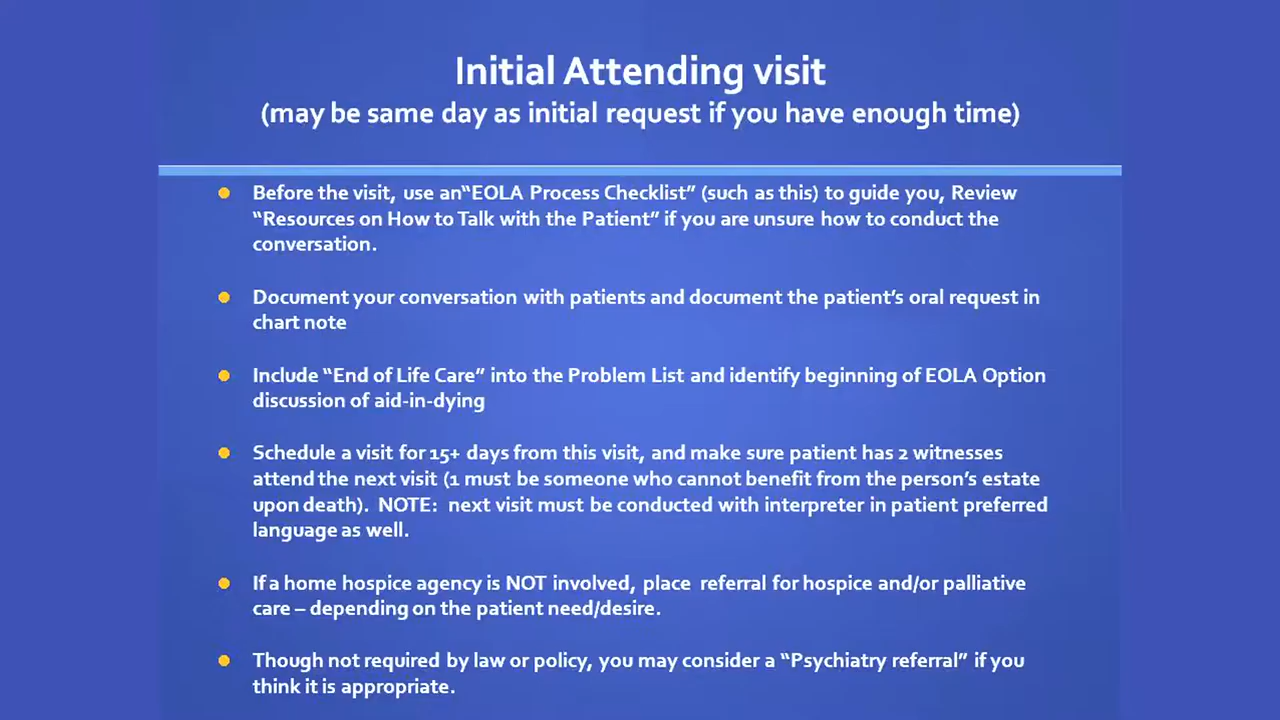 Initial Attending visit
(may be same day as initial request if you have enough time)
Before the visit, use an“EOLA Process Checklist” (such as this) to guide you, Review
“Resources on How to Talk with the Patient” if you are unsure how to conduct the
conversation.
Document your conversation with patients and document the patient’s oral request in
chart note
Include “End of Life Care” into the Problem List and identify beginning of EOLA Option
discussion of aid-in-dying
Schedule a visit for 15+ days from this visit, and make sure patient has 2 witnesses
attend the next visit (1 must be someone who cannot benefit from the person’s estate
upon death). NOTE: next visit must be conducted with interpreter in patient preferred
language as well.
If a home hospice agency is NOT involved, place referral for hospice and/or palliative
care – depending on the patient need/desire.
Though not required by law or policy, you may consider a “Psychiatry referral” if you
think it is appropriate.